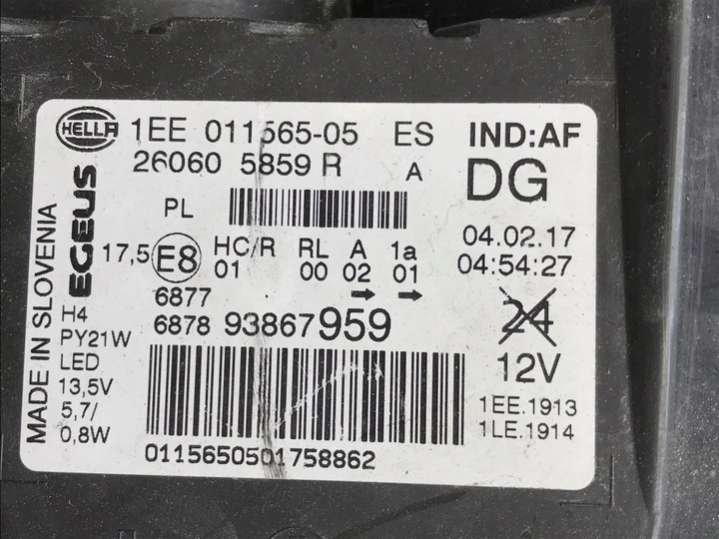 HELLA 1EE 011565-05 ES IND:AF
26060 5859 R A DG
PL
04.02.17
04:54:27
17,5 E8 HC/R RL A 1a
01 00 02 01
→ →
6877
6878 93867959
24
12V
1EE.1913
1LE.1914
0115650501758862
H4
PY21W
LED
13,5V
5,7/
0,8W
EGEUS
MADE IN SLOVENIA